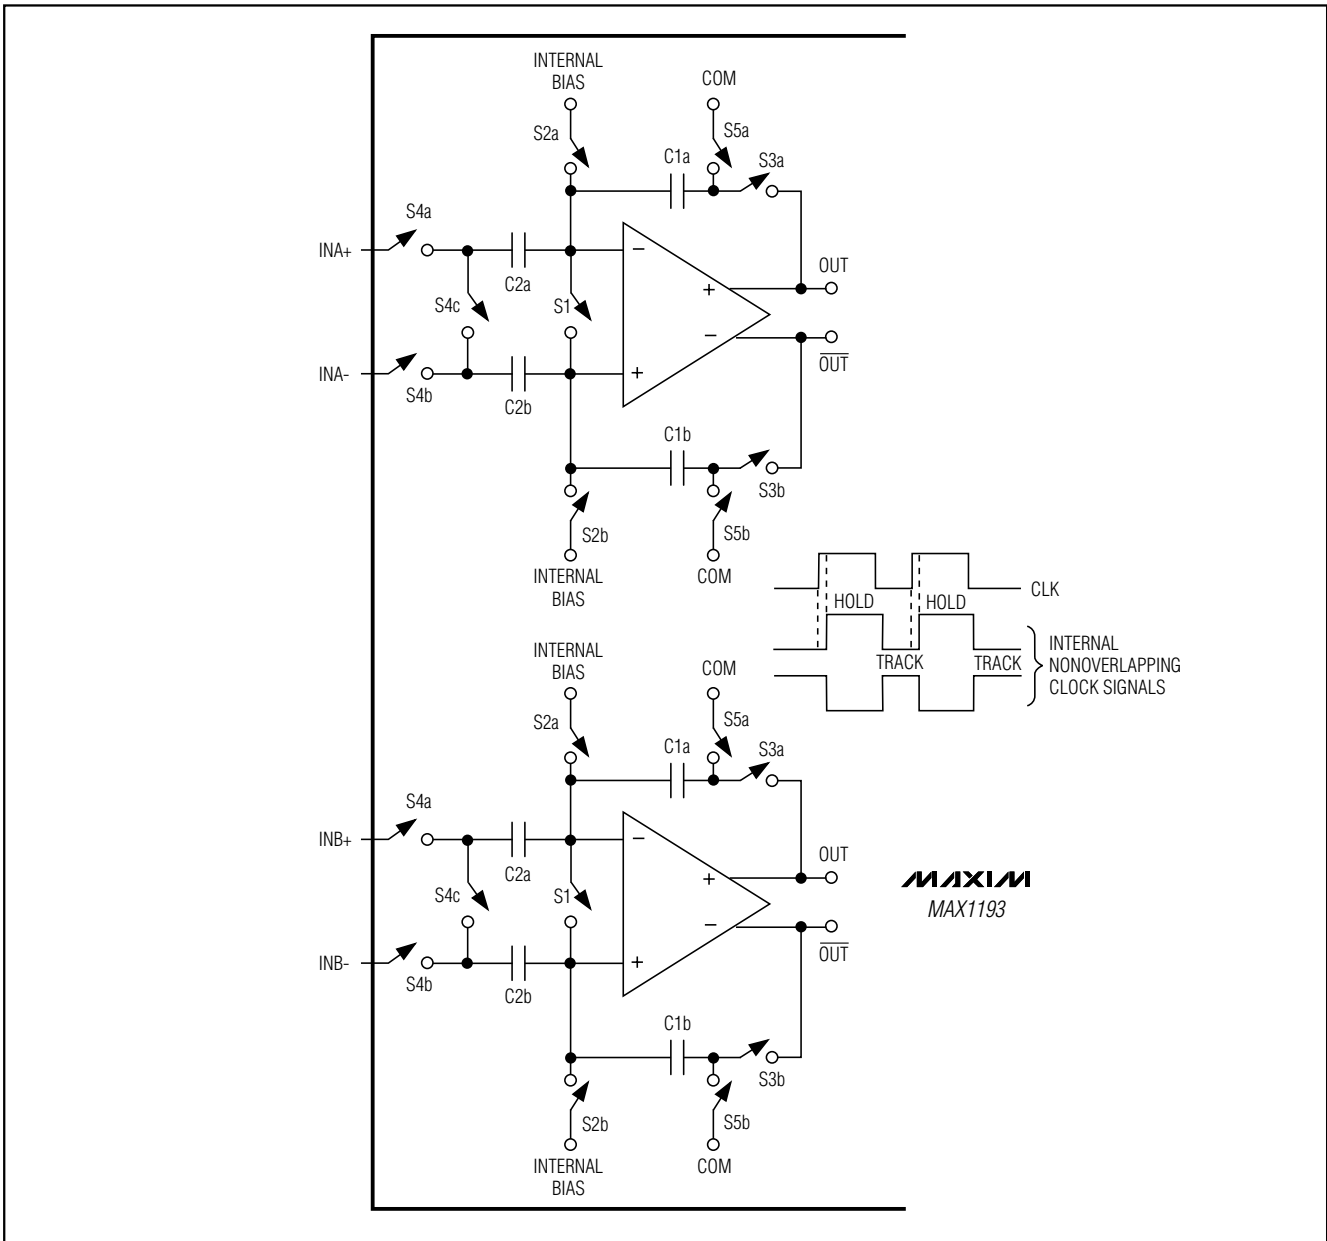 INTERNAL
BIAS
COM
S2a
S5a
C1a
S3a
S4a
INA+
−
OUT
C2a
+
S4c
S1
−
OUT
INA-
+
S4b
C2b
C1b
S3b
S2b
S5b
INTERNAL
BIAS
COM
CLK
HOLD
HOLD
TRACK
TRACK
INTERNAL
NONOVERLAPPING
CLOCK SIGNALS
INTERNAL
BIAS
COM
S2a
S5a
C1a
S3a
S4a
INB+
−
OUT
C2a
+
S4c
S1
−
OUT
INB-
+
S4b
C2b
MAXIM
MAX1193
C1b
S3b
S2b
S5b
INTERNAL
BIAS
COM